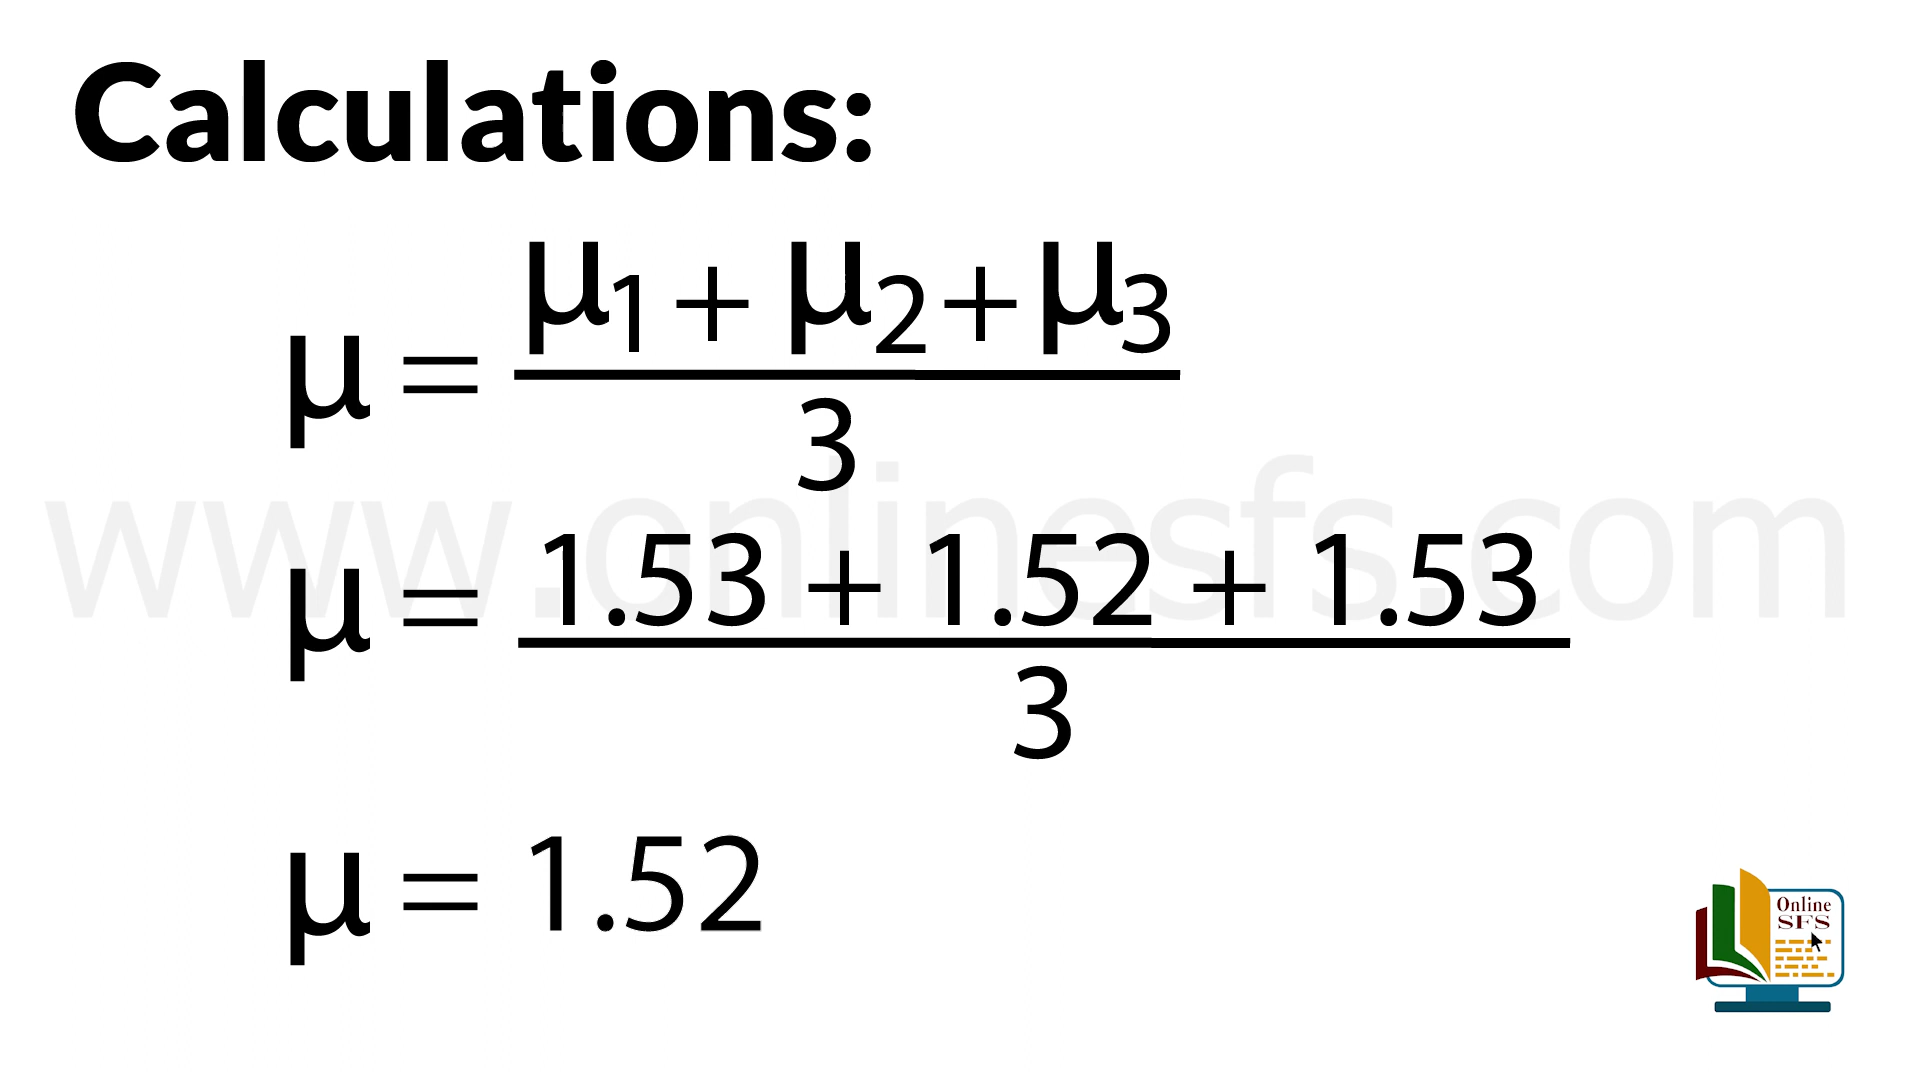 Calculations:
μ = μ1 + μ2 + μ3
3
www.onlinesfs.com
μ = 1.53 + 1.52 + 1.53
3
μ = 1.52
Online
SFS